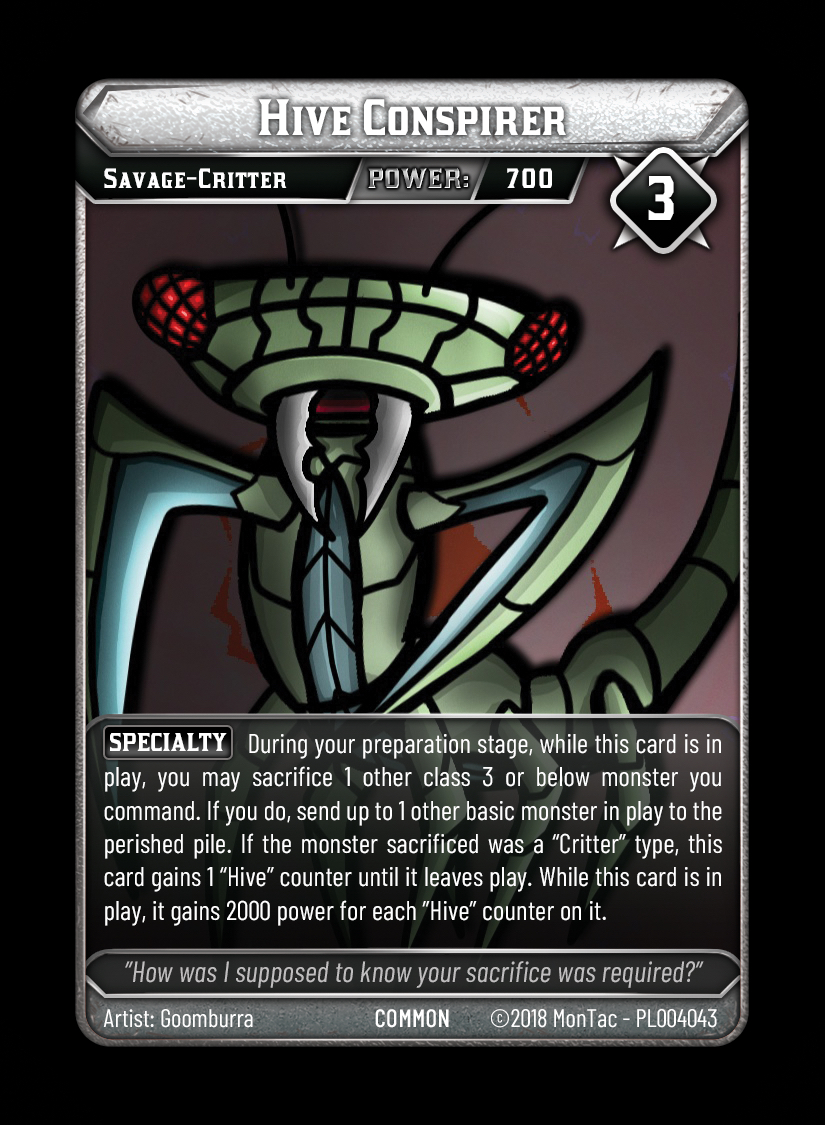 Hive Conspirer
Savage-Critter POWER: 700
3
SPECIALTY During your preparation stage, while this card is in
play, you may sacrifice 1 other class 3 or below monster you
command. If you do, send up to 1 other basic monster in play to the
perished pile. If the monster sacrificed was a "Critter" type, this
card gains 1 "Hive" counter until it leaves play. While this card is in
play, it gains 2000 power for each "Hive" counter on it.
"How was I supposed to know your sacrifice was required?"
Artist: Goomburra COMMON ©2018 MonTac - PL004043